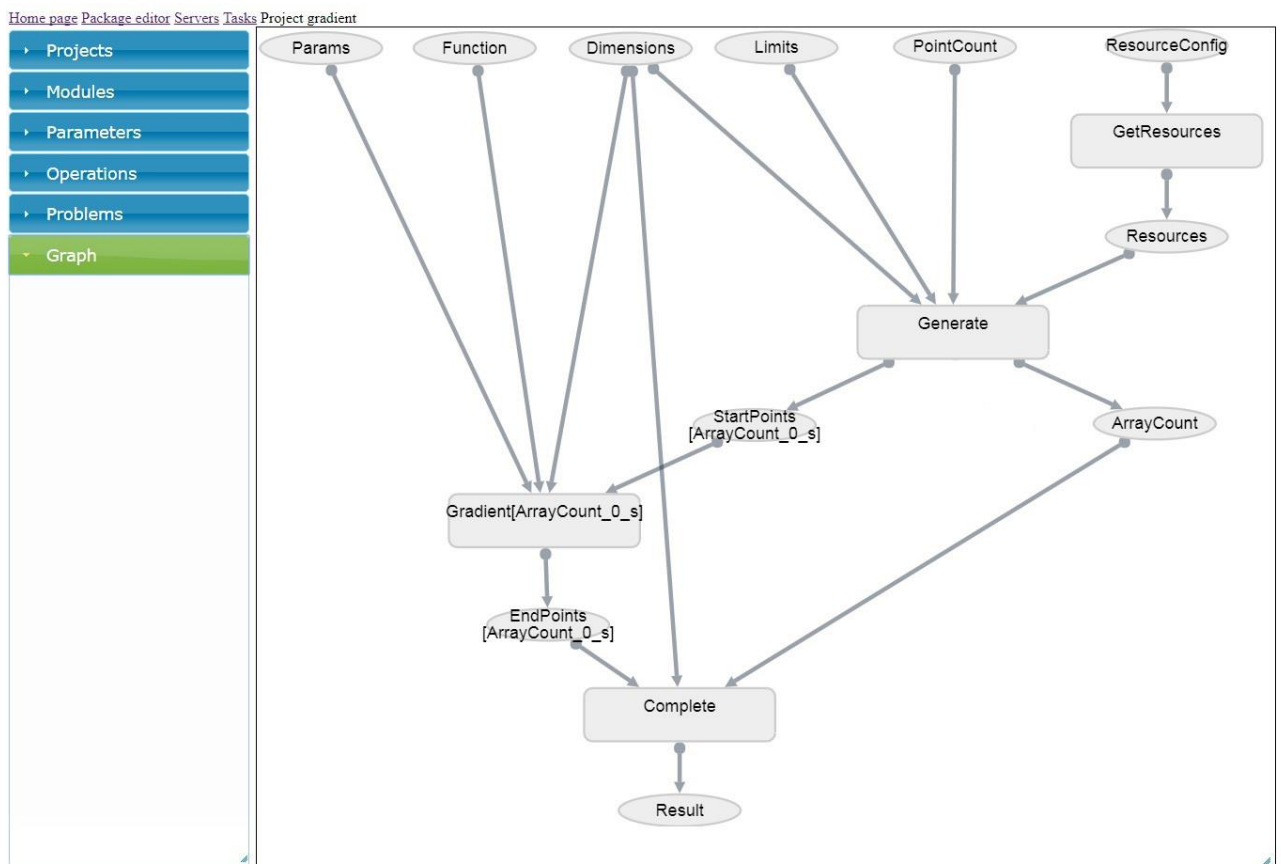 Home page Package editor Servers Tasks Project gradient
Projects
Modules
Parameters
Operations
Problems
Graph
Params Function Dimensions Limits PointCount ResourceConfig
GetResources
Resources
Generate
StartPoints
[ArrayCount_0_s]
ArrayCount
Gradient[ArrayCount_0_s]
EndPoints
[ArrayCount_0_s]
Complete
Result